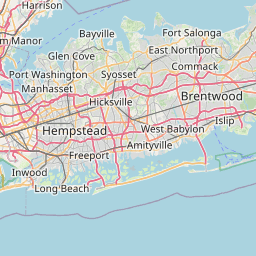 Harrison
Bayville
Fort Salonga
m Manor
Glen Cove
East Northport
Port Washington
Syosset
Commack
Manhasset
Hicksville
Brentwood
Hempstead
West Babylon
Islip
Freeport
Amityville
Inwood
Long Beach